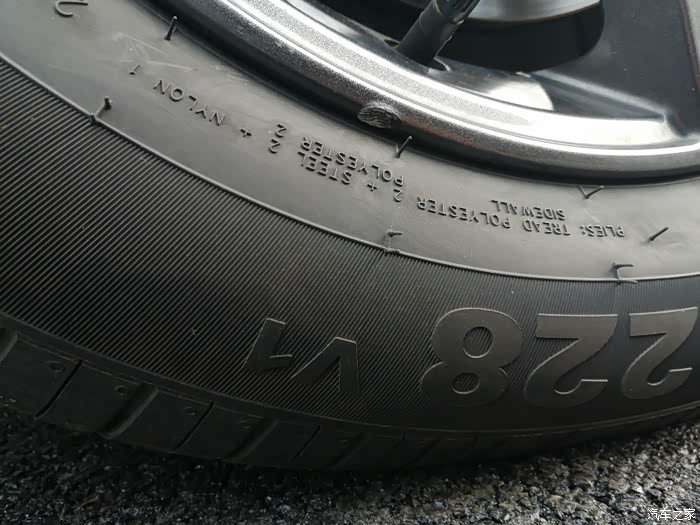 PLIES: TREAD POLYESTER 2 + STEEL 2 + NYLON 1
SIDEWALL POLYESTER 2
228 V1
汽车之家